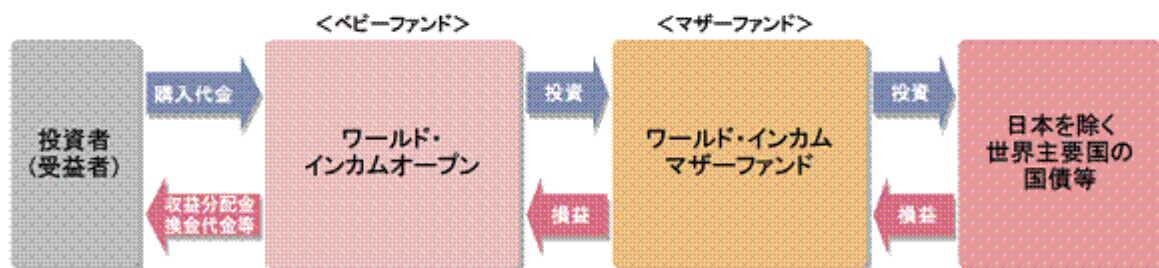 ＜ベビーファンド＞
＜マザーファンド＞
投資者
(受益者)
購入代金
収益分配金
換金代金等
ワールド・
インカムオープン
投資
損益
ワールド・インカム
マザーファンド
投資
損益
日本を除く
世界主要国の
国債等